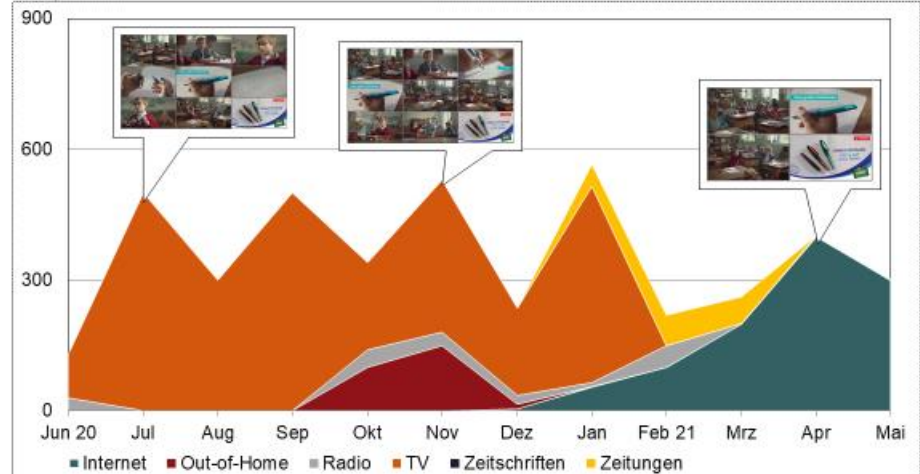 900
600
300
0
Jun 20 Jul Aug Sep Okt Nov Dez Jan Feb 21 Mrz Apr Mai
Internet Out-of-Home Radio TV Zeitschriften Zeitungen